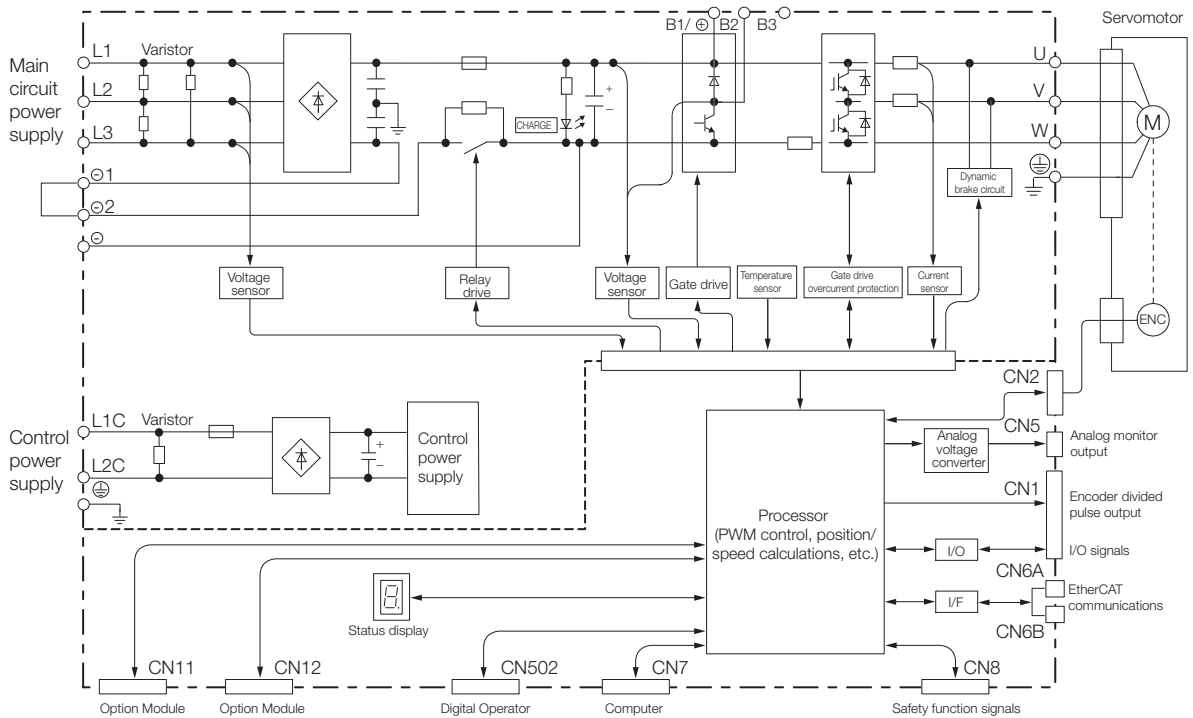 B1/⊕ B2 B3
Servomotor
Main
circuit
power
supply
L1
L2
L3
Varistor
⊖1
⊖2
⊖
CHARGE
+
–
U
V
W
M
Dynamic
brake circuit
Voltage
sensor
Relay
drive
Voltage
sensor
Gate drive
Temperature
sensor
Gate drive
overcurrent protection
Current
sensor
ENC
Control
power
supply
L1C
L2C
Varistor
+
–
Control
power
supply
Processor
(PWM control, position/
speed calculations, etc.)
CN2
CN5
Analog
voltage
converter
Analog monitor
output
CN1
Encoder divided
pulse output
I/O
I/O signals
CN6A
I/F
EtherCAT
communications
CN6B
Status display
CN11
Option Module
CN12
Option Module
CN502
Digital Operator
CN7
Computer
CN8
Safety function signals